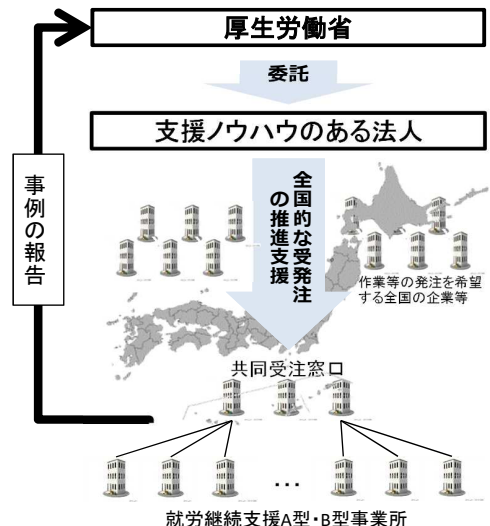 厚生労働省
委託
支援ノウハウのある法人
事例の報告
全国的な受発注
の推進支援
作業等の発注を希望
する全国の企業等
共同受注窓口
…
就労継続支援A型・B型事業所